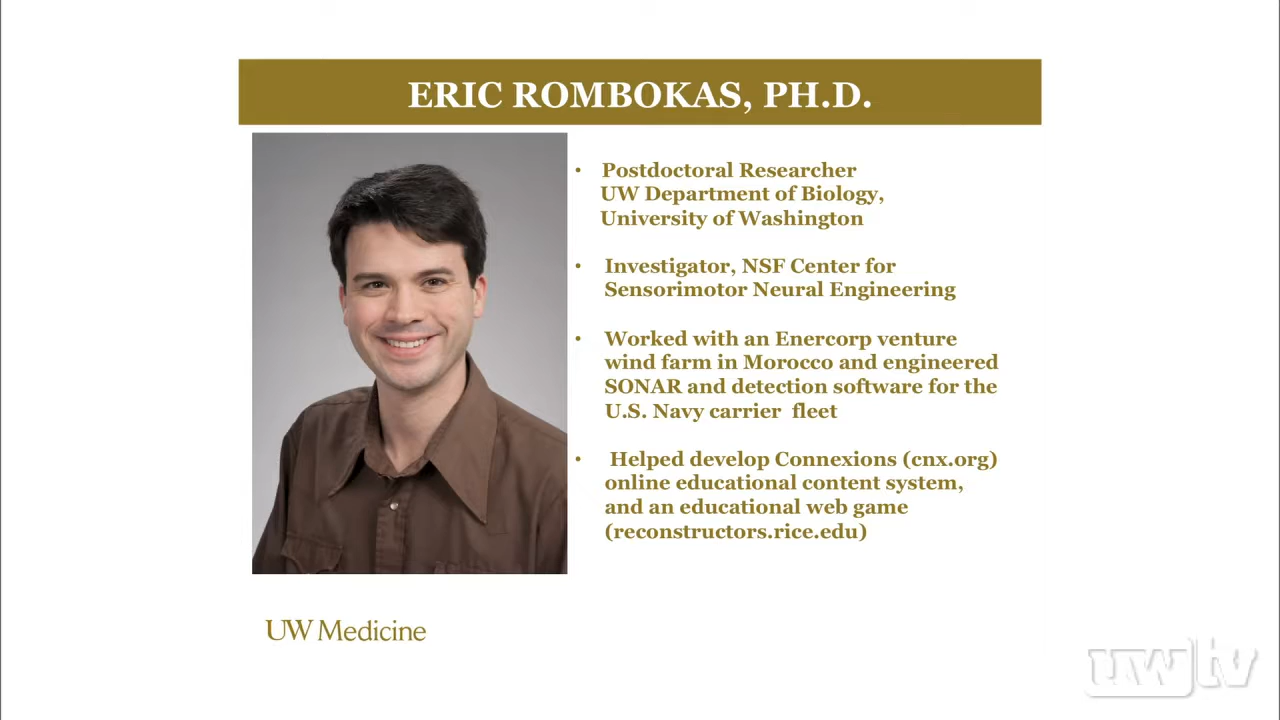 ERIC ROMBOKAS, PH.D.
• Postdoctoral Researcher
UW Department of Biology,
University of Washington
• Investigator, NSF Center for
Sensorimotor Neural Engineering
• Worked with an Enercorp venture
wind farm in Morocco and engineered
SONAR and detection software for the
U.S. Navy carrier fleet
• Helped develop Connexions (cnx.org)
online educational content system,
and an educational web game
(reconstructors.rice.edu)
UW Medicine
uwtv